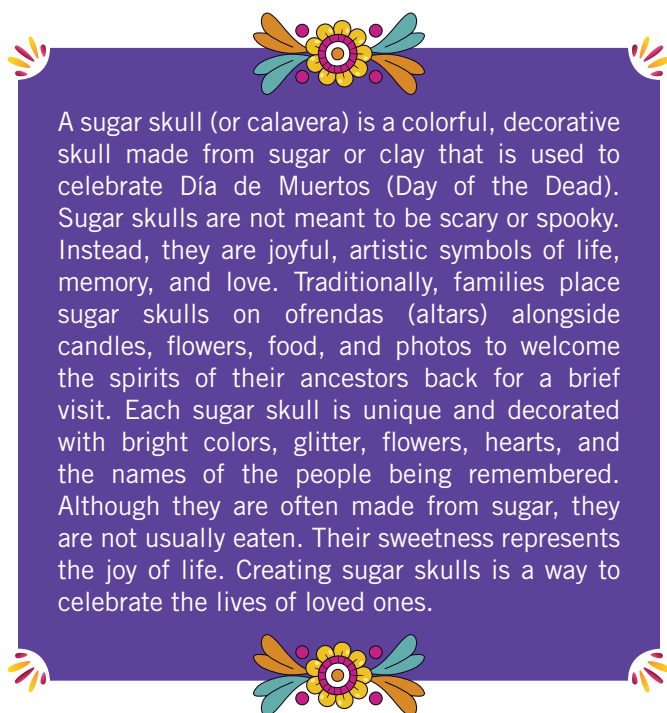 A sugar skull (or calavera) is a colorful, decorative
skull made from sugar or clay that is used to
celebrate Día de Muertos (Day of the Dead).
Sugar skulls are not meant to be scary or spooky.
Instead, they are joyful, artistic symbols of life,
memory, and love. Traditionally, families place
sugar skulls on ofrendas (altars) alongside
candles, flowers, food, and photos to welcome
the spirits of their ancestors back for a brief
visit. Each sugar skull is unique and decorated
with bright colors, glitter, flowers, hearts, and
the names of the people being remembered.
Although they are often made from sugar, they
are not usually eaten. Their sweetness represents
the joy of life. Creating sugar skulls is a way to
celebrate the lives of loved ones.